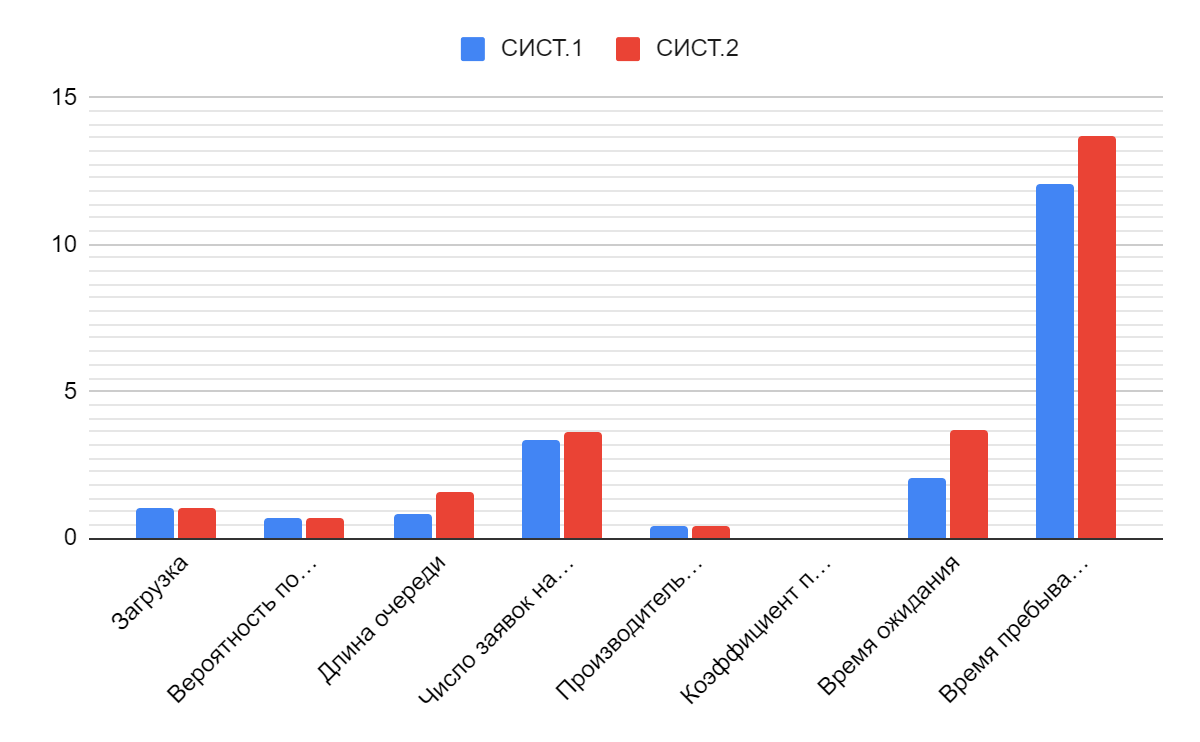 СИСТ.1 СИСТ.2
15
10
5
0
Загрузка
Вероятность по…
Длина очереди
Число заявок на…
Производитель…
Коэффициент п…
Время ожидания
Время пребыва…